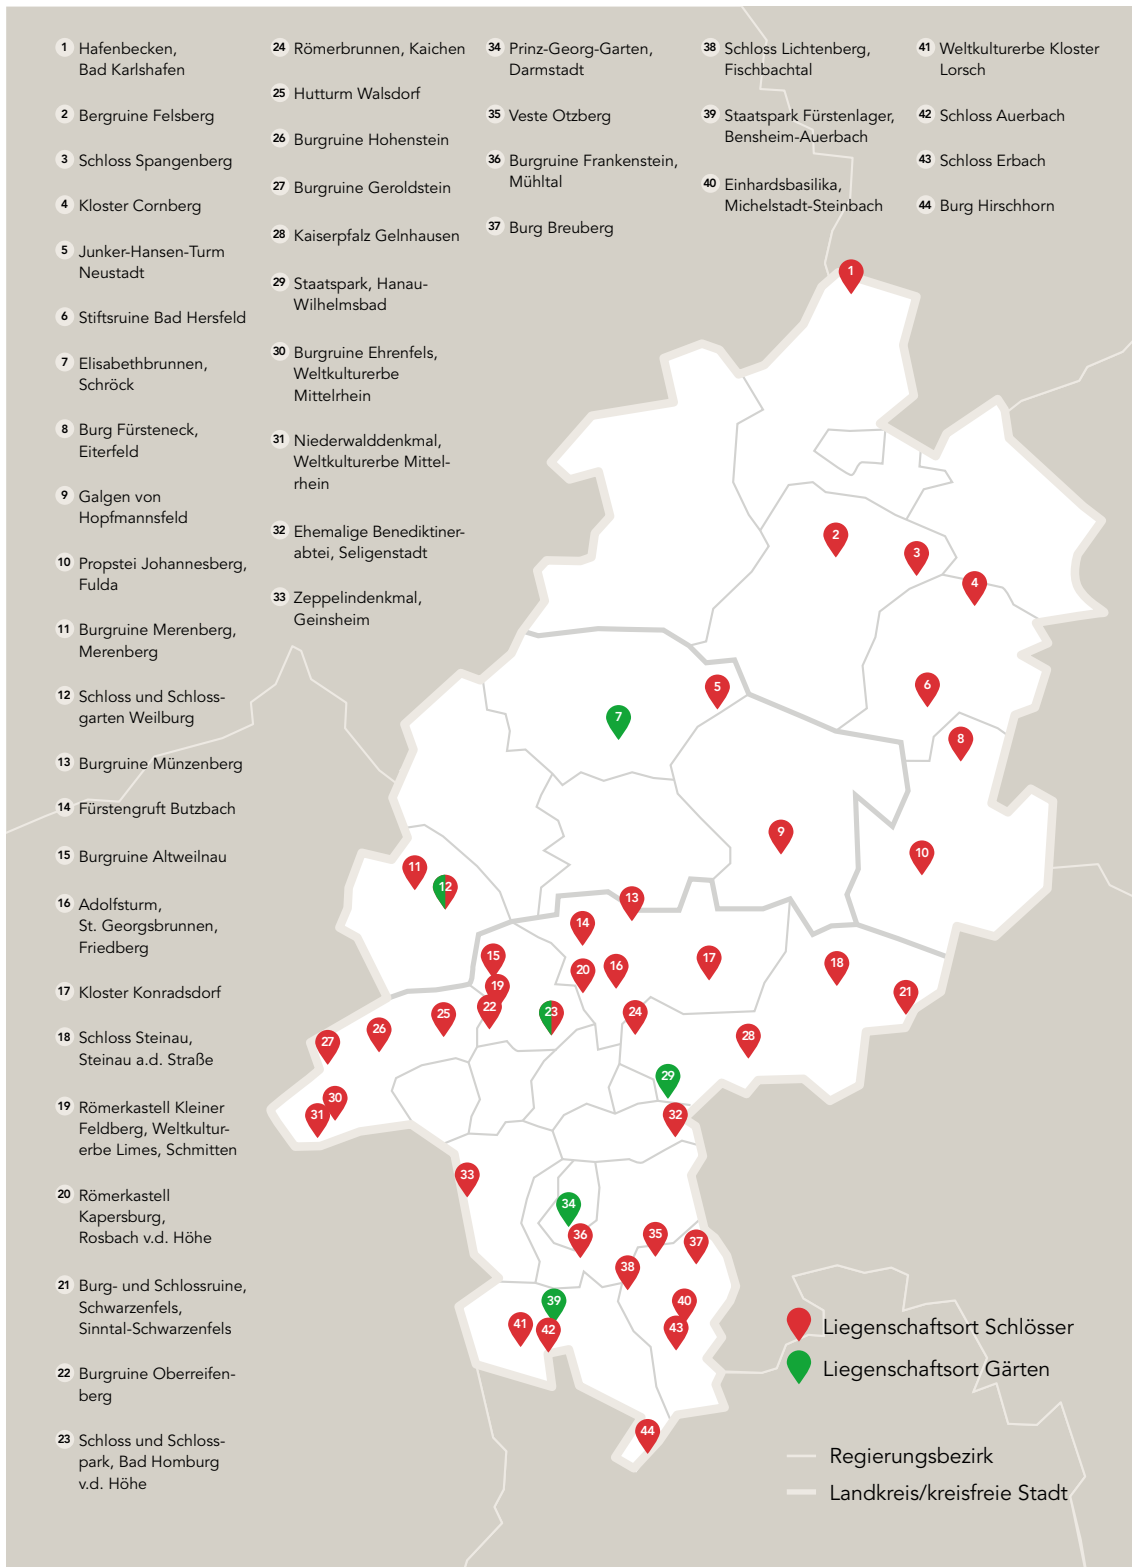 1 Hafenbecken,
Bad Karlshafen
2 Bergruine Felsberg
3 Schloss Spangenberg
4 Kloster Cornberg
5 Junker-Hansen-Turm
Neustadt
6 Stiftsruine Bad Hersfeld
7 Elisabethbrunnen,
Schröck
8 Burg Fürsteneck,
Eiterfeld
9 Galgen von
Hopfmannsfeld
10 Propstei Johannesberg,
Fulda
11 Burgruine Merenberg,
Merenberg
12 Schloss und Schloss-
garten Weilburg
13 Burgruine Münzenberg
14 Fürstengruft Butzbach
15 Burgruine Altweilnau
16 Adolfsturm,
St. Georgsbrunnen,
Friedberg
17 Kloster Konradsdorf
18 Schloss Steinau,
Steinau a.d. Straße
19 Römerkastell Kleiner
Feldberg, Weltkultur-
erbe Limes, Schmitten
20 Römerkastell
Kapersburg,
Rosbach v.d. Höhe
21 Burg- und Schlossruine,
Schwarzenfels,
Sinntal-Schwarzenfels
22 Burgruine Oberreifen-
berg
23 Schloss und Schloss-
park, Bad Homburg
v.d. Höhe
24 Römerbrunnen, Kaichen
25 Hutturm Walsdorf
26 Burgruine Hohenstein
27 Burgruine Geroldstein
28 Kaiserpfalz Gelnhausen
29 Staatspark, Hanau-
Wilhelmsbad
30 Burgruine Ehrenfels,
Weltkulturerbe
Mittelrhein
31 Niederwalddenkmal,
Weltkulturerbe Mittel-
rhein
32 Ehemalige Benediktiner-
abtei, Seligenstadt
33 Zeppelindenkmal,
Geinsheim
34 Prinz-Georg-Garten,
Darmstadt
35 Veste Otzberg
36 Burgruine Frankenstein,
Mühltal
37 Burg Breuberg
38 Schloss Lichtenberg,
Fischbachtal
39 Staatspark Fürstenlager,
Bensheim-Auerbach
40 Einhardsbasilika,
Michelstadt-Steinbach
41 Weltkulturerbe Kloster
Lorsch
42 Schloss Auerbach
43 Schloss Erbach
44 Burg Hirschhorn
1
2
3
4
5
6
7
8
9
10
11
12
13
14
15
16
17
18
19
20
21
22
23
24
25
26
27
28
29
30
31
32
33
34
35
36
37
38
39
40
41
42
43
44
Liegenschaftsort Schlösser
Liegenschaftsort Gärten
Regierungsbezirk
Landkreis/kreisfreie Stadt